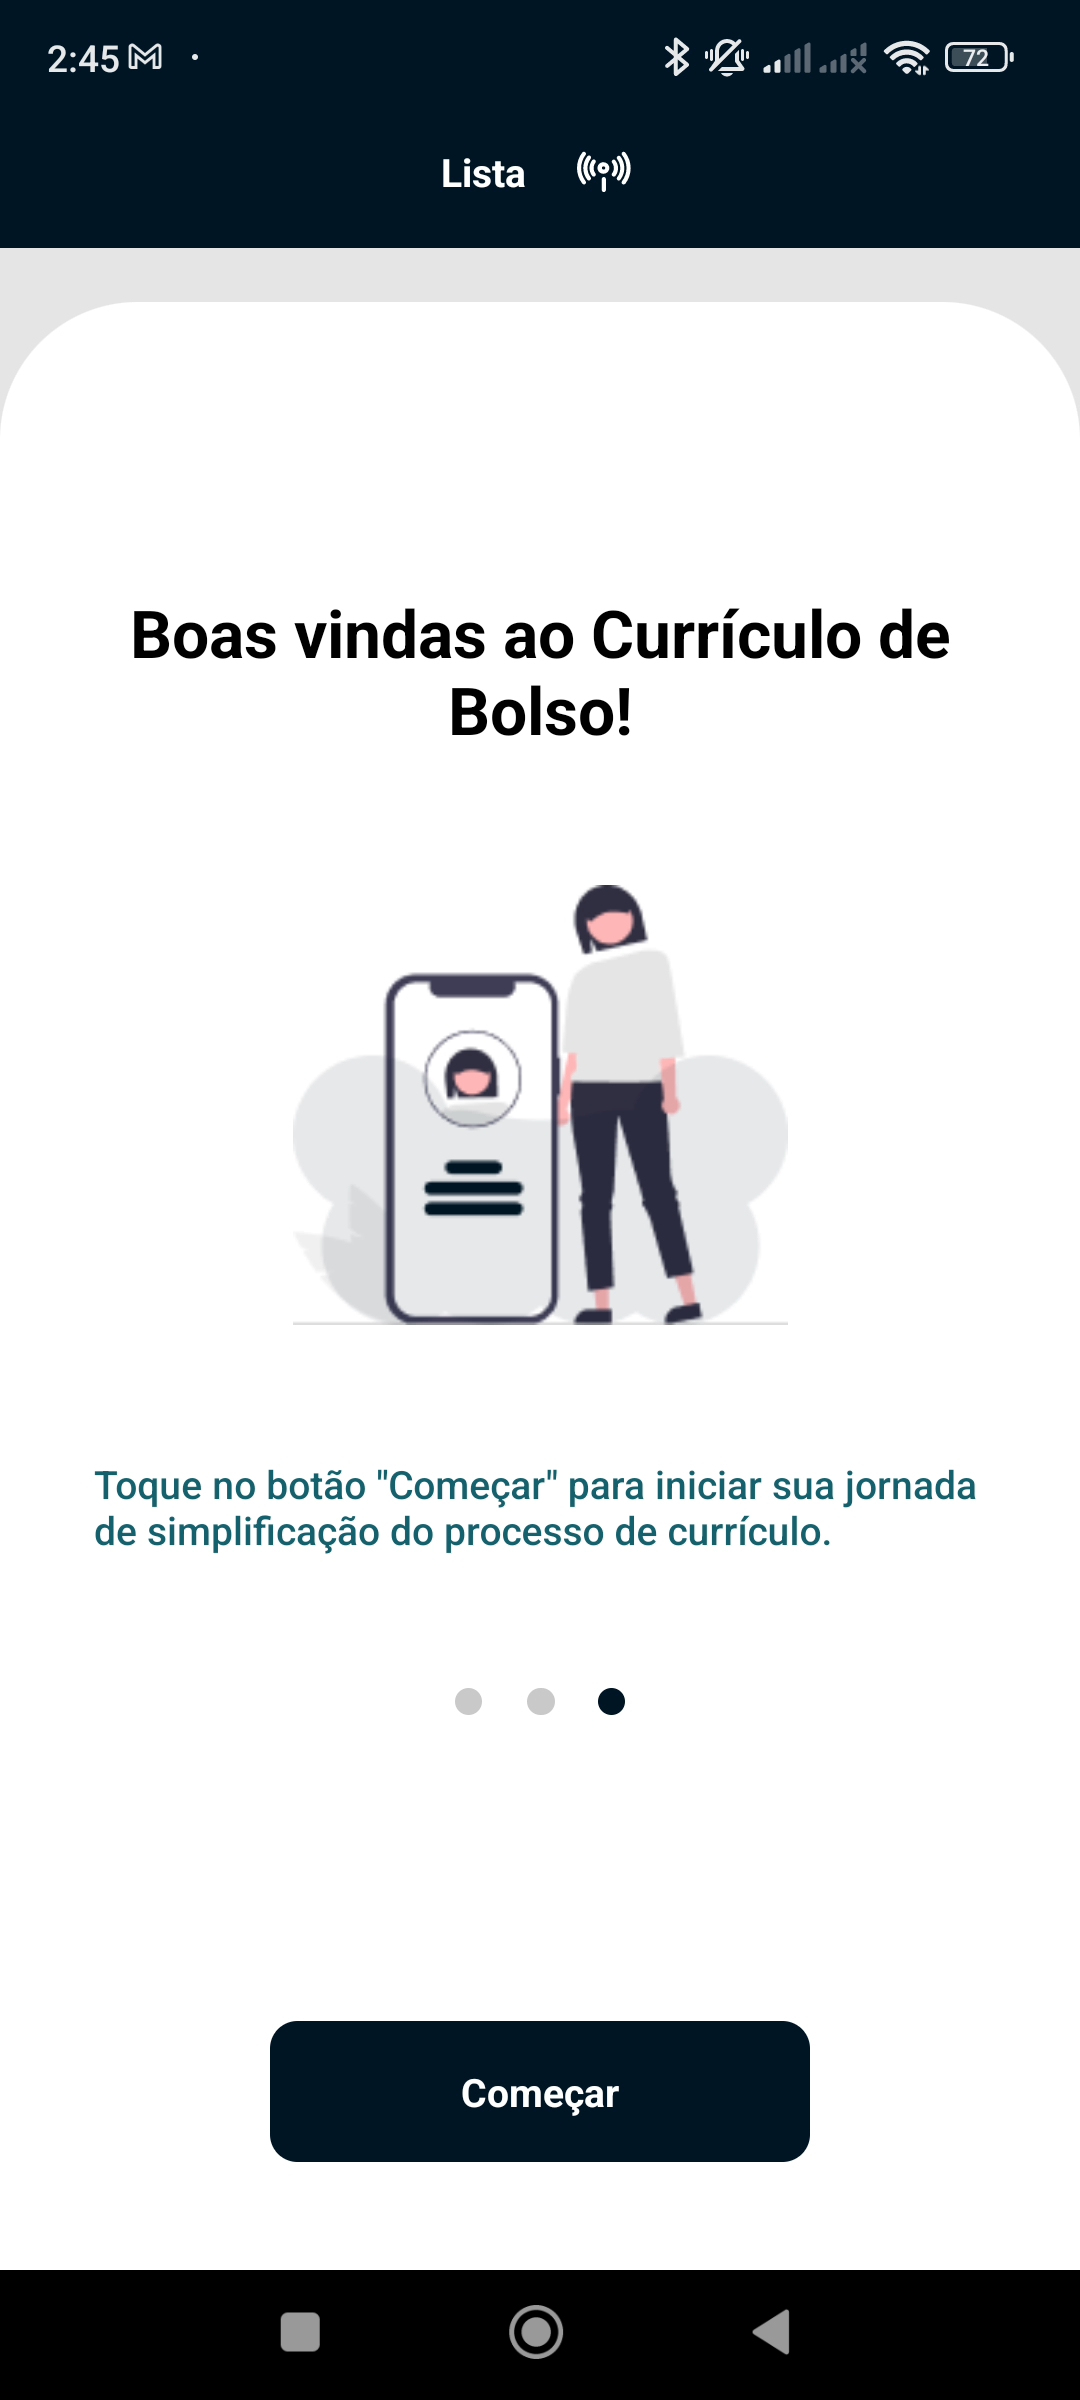 2:45
72
Lista
Boas vindas ao Currículo de
Bolso!
Toque no botão "Começar" para iniciar sua jornada
de simplificação do processo de currículo.
Começar